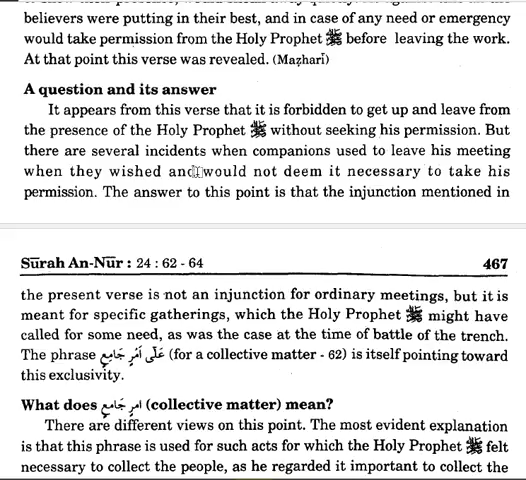 believers were putting in their best, and in case of any need or emergency
would take permission from the Holy Prophet ﷺ before leaving the work.
At that point this verse was revealed. (Maẓharī)
A question and its answer
It appears from this verse that it is forbidden to get up and leave from
the presence of the Holy Prophet ﷺ without seeking his permission. But
there are several incidents when companions used to leave his meeting
when they wished and would not deem it necessary to take his
permission. The answer to this point is that the injunction mentioned in
Sūrah An-Nūr : 24 : 62 - 64 467
the present verse is not an injunction for ordinary meetings, but it is
meant for specific gatherings, which the Holy Prophet ﷺ might have
called for some need, as was the case at the time of battle of the trench.
The phrase عَلَىٰ أَمْرٍ جَامِعٍ (for a collective matter - 62) is itself pointing toward
this exclusivity.
What does امر جَامِعٍ (collective matter) mean?
There are different views on this point. The most evident explanation
is that this phrase is used for such acts for which the Holy Prophet ﷺ felt
necessary to collect the people, as he regarded it important to collect the